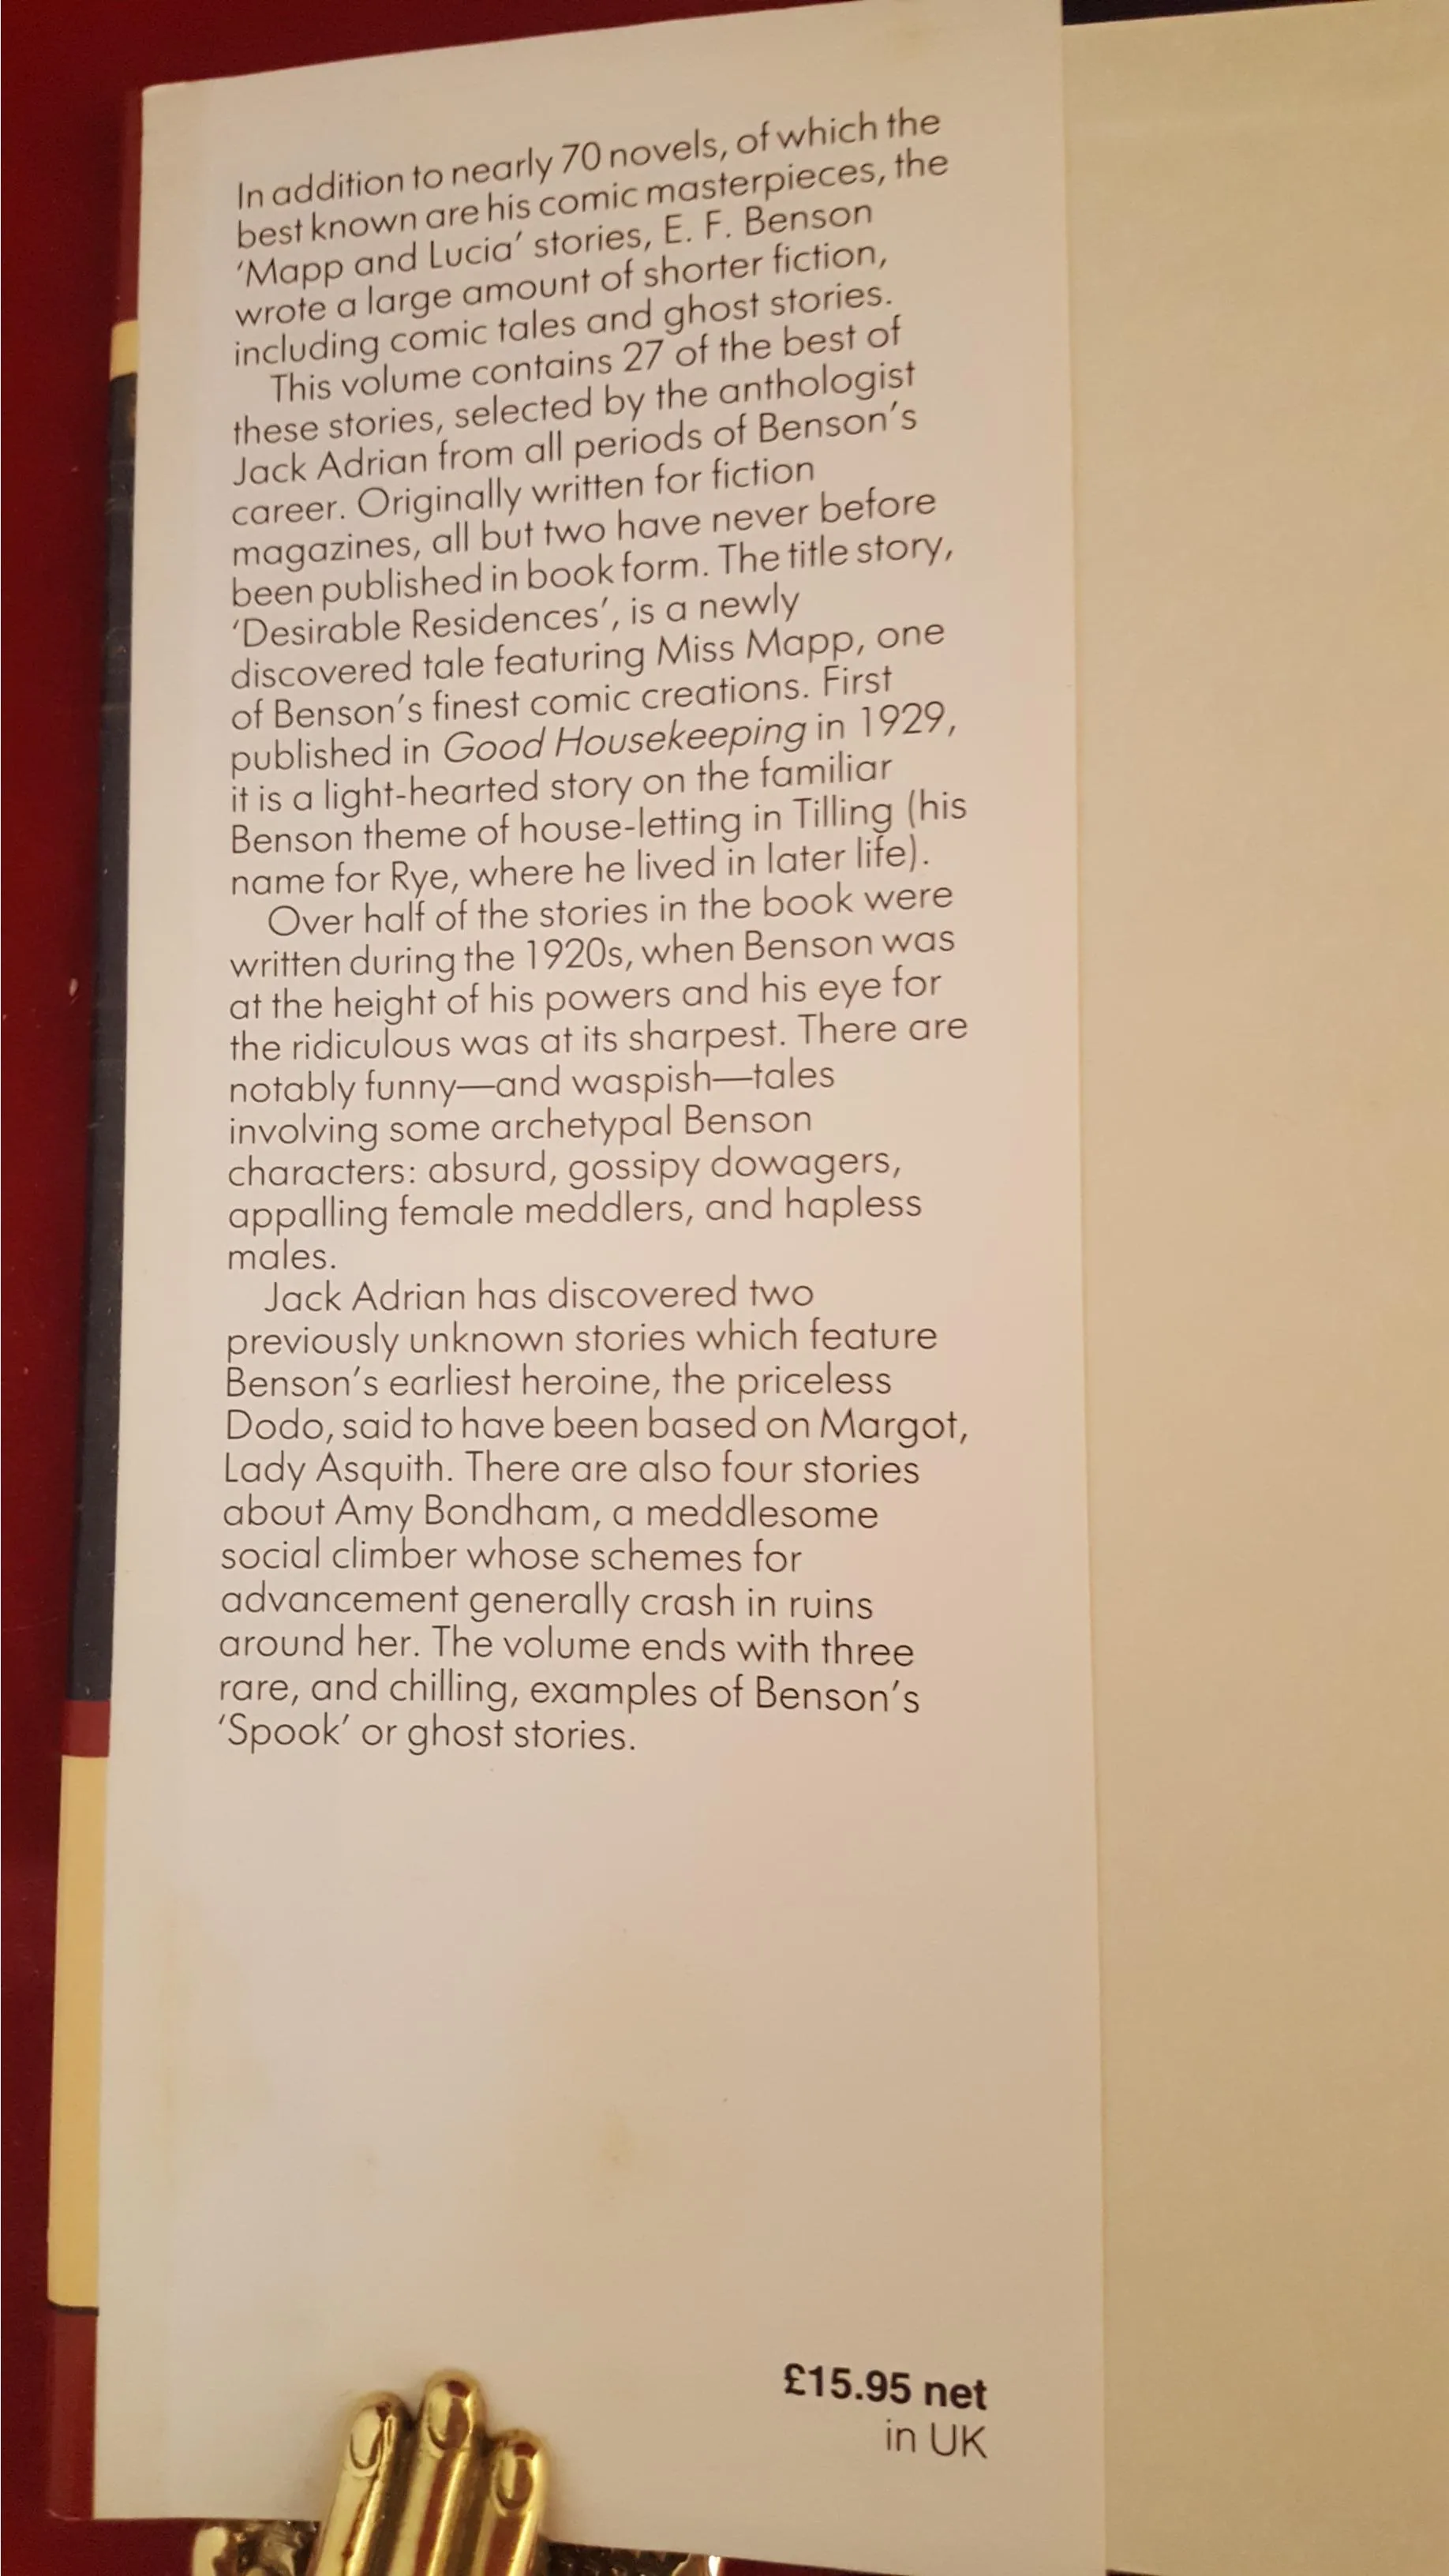 In addition to nearly 70 novels, of which the
best known are his comic masterpieces, the
‘Mapp and Lucia’ stories, E. F. Benson
wrote a large amount of shorter fiction,
including comic tales and ghost stories.
This volume contains 27 of the best of
these stories, selected by the anthologist
Jack Adrian from all periods of Benson’s
career. Originally written for fiction
magazines, all but two have never before
been published in book form. The title story,
‘Desirable Residences’, is a newly
discovered tale featuring Miss Mapp, one
of Benson’s finest comic creations. First
published in Good Housekeeping in 1929,
it is a light-hearted story on the familiar
Benson theme of house-letting in Tilling (his
name for Rye, where he lived in later life).
Over half of the stories in the book were
written during the 1920s, when Benson was
at the height of his powers and his eye for
the ridiculous was at its sharpest. There are
notably funny—and waspish—tales
involving some archetypal Benson
characters: absurd, gossipy dowagers,
appalling female meddlers, and hapless
males.
Jack Adrian has discovered two
previously unknown stories which feature
Benson’s earliest heroine, the priceless
Dodo, said to have been based on Margot,
Lady Asquith. There are also four stories
about Amy Bondham, a meddlesome
social climber whose schemes for
advancement generally crash in ruins
around her. The volume ends with three
rare, and chilling, examples of Benson’s
‘Spook’ or ghost stories.
£15.95 net
in UK